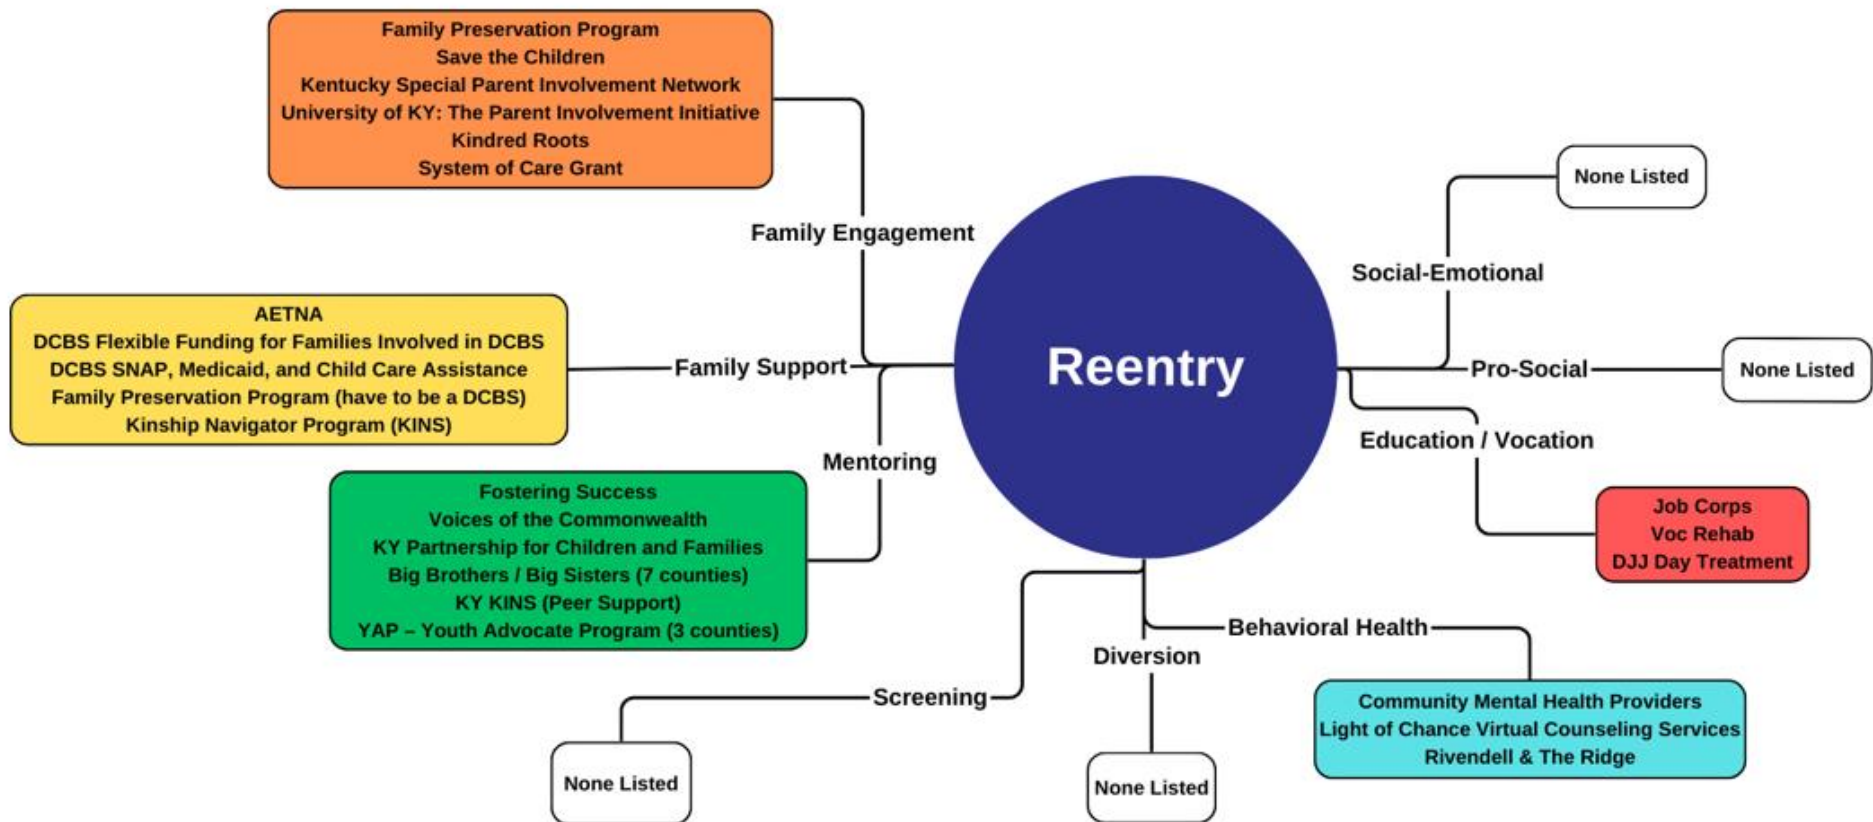 Family Preservation Program
Save the Children
Kentucky Special Parent Involvement Network
University of KY: The Parent Involvement Initiative
Kindred Roots
System of Care Grant
Family Engagement
AETNA
DCBS Flexible Funding for Families Involved in DCBS
DCBS SNAP, Medicaid, and Child Care Assistance
Family Preservation Program (have to be a DCBS)
Kinship Navigator Program (KINS)
Family Support
Mentoring
Fostering Success
Voices of the Commonwealth
KY Partnership for Children and Families
Big Brothers / Big Sisters (7 counties)
KY KINS (Peer Support)
YAP – Youth Advocate Program (3 counties)
Reentry
None Listed
Social-Emotional
Pro-Social
None Listed
Education / Vocation
Job Corps
Voc Rehab
DJJ Day Treatment
Behavioral Health
Community Mental Health Providers
Light of Chance Virtual Counseling Services
Rivendell & The Ridge
Diversion
None Listed
Screening
None Listed